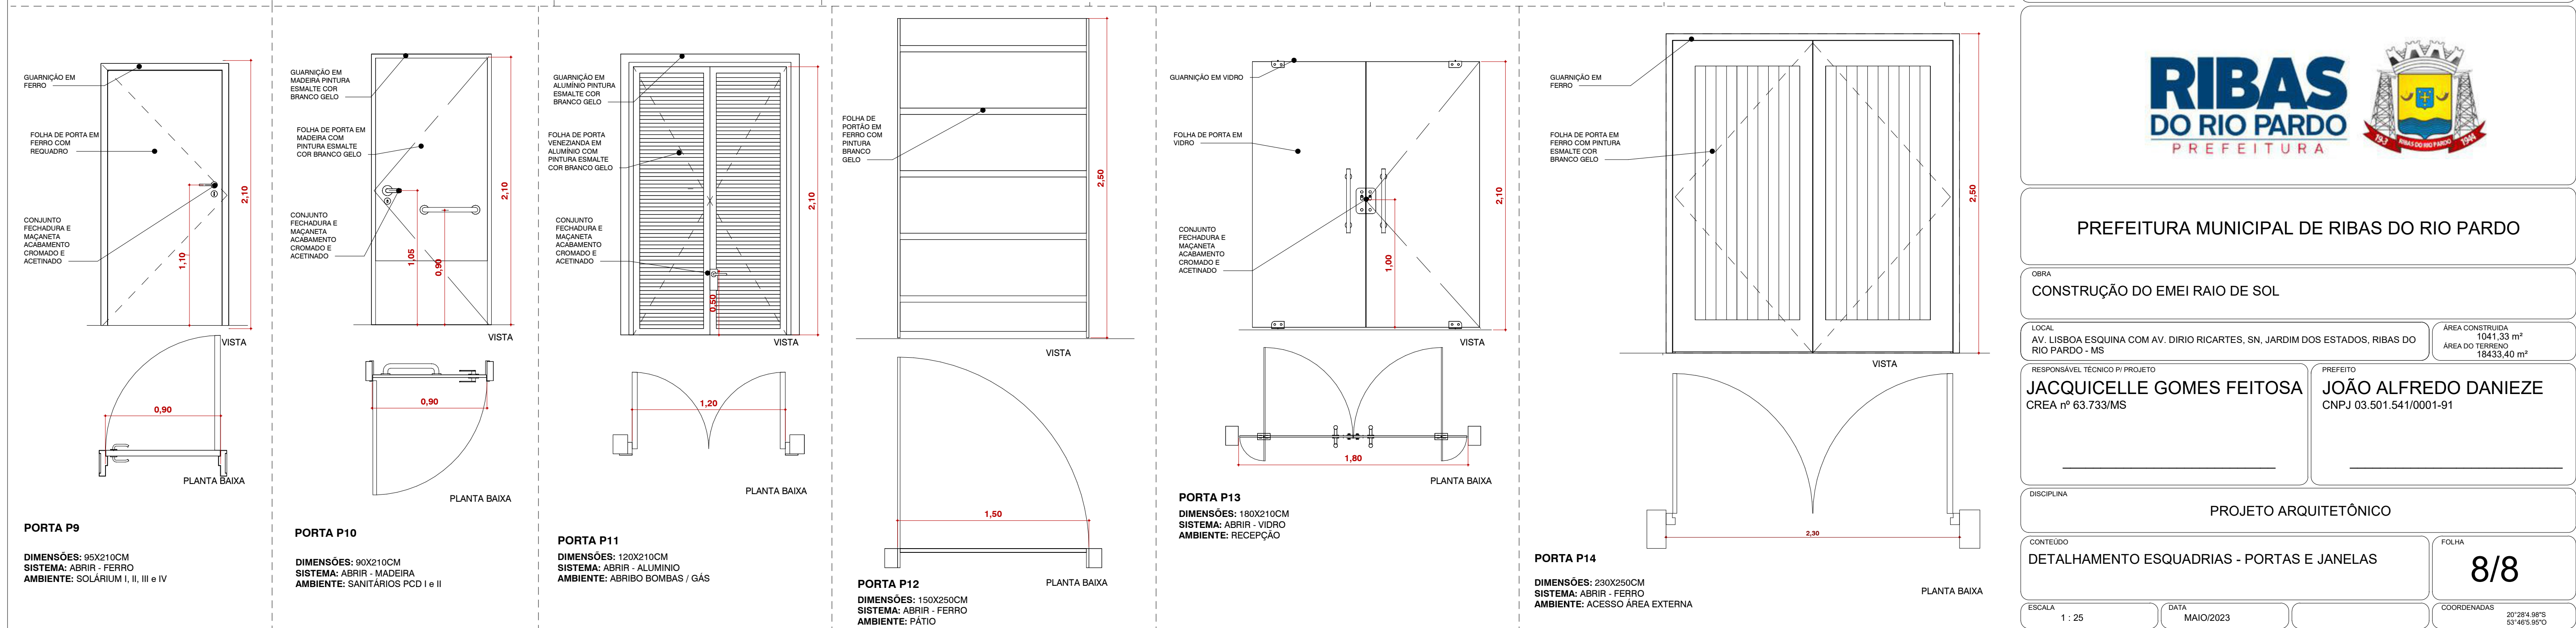 GUARNIÇÃO EM
FERRO
FOLHA DE PORTA EM
FERRO COM
REQUADRO
CONJUNTO
FECHADURA E
MAÇANETA
ACABAMENTO
CROMADO E
ACETINADO
1,10
2,10
VISTA
0,90
PLANTA BAIXA
PORTA P9
DIMENSÕES: 95X210CM
SISTEMA: ABRIR - FERRO
AMBIENTE: SOLÁRIUM I, II, III e IV
GUARNIÇÃO EM
MADEIRA PINTURA
ESMALTE COR
BRANCO GELO
FOLHA DE PORTA EM
MADEIRA COM
PINTURA ESMALTE
COR BRANCO GELO
CONJUNTO
FECHADURA E
MAÇANETA
ACABAMENTO
CROMADO E
ACETINADO
1,05
0,90
2,10
VISTA
0,90
PLANTA BAIXA
PORTA P10
DIMENSÕES: 90X210CM
SISTEMA: ABRIR - MADEIRA
AMBIENTE: SANITÁRIOS PCD I e II
GUARNIÇÃO EM
ALUMÍNIO PINTURA
ESMALTE COR
BRANCO GELO
FOLHA DE PORTA
VENEZIANDA EM
ALUMÍNIO COM
PINTURA ESMALTE
COR BRANCO GELO
CONJUNTO
FECHADURA E
MAÇANETA
ACABAMENTO
CROMADO E
ACETINADO
0,50
2,10
VISTA
1,20
PLANTA BAIXA
PORTA P11
DIMENSÕES: 120X210CM
SISTEMA: ABRIR - ALUMINIO
AMBIENTE: ABRIBO BOMBAS / GÁS
FOLHA DE
PORTÃO EM
FERRO COM
PINTURA
BRANCO
GELO
2,50
VISTA
1,50
PLANTA BAIXA
PORTA P12
DIMENSÕES: 150X250CM
SISTEMA: ABRIR - FERRO
AMBIENTE: PÁTIO
GUARNIÇÃO EM VIDRO
FOLHA DE PORTA EM
VIDRO
CONJUNTO
FECHADURA E
MAÇANETA
ACABAMENTO
CROMADO E
ACETINADO
1,00
2,10
VISTA
1,80
PLANTA BAIXA
PORTA P13
DIMENSÕES: 180X210CM
SISTEMA: ABRIR - VIDRO
AMBIENTE: RECEPÇÃO
GUARNIÇÃO EM
FERRO
FOLHA DE PORTA EM
FERRO COM PINTURA
ESMALTE COR
BRANCO GELO
2,50
VISTA
2,30
PLANTA BAIXA
PORTA P14
DIMENSÕES: 230X250CM
SISTEMA: ABRIR - FERRO
AMBIENTE: ACESSO ÁREA EXTERNA
RIBAS
DO RIO PARDO
PREFEITURA
RIBAS DO RIO PARDO
1944
PREFEITURA MUNICIPAL DE RIBAS DO RIO PARDO
OBRA
CONSTRUÇÃO DO EMEI RAIO DE SOL
LOCAL
AV. LISBOA ESQUINA COM AV. DIRIO RICARTES, SN, JARDIM DOS ESTADOS, RIBAS DO
RIO PARDO - MS
ÁREA CONSTRUIDA
1041,33 m²
ÁREA DO TERRENO
18433,40 m²
RESPONSÁVEL TÉCNICO P/ PROJETO
JACQUICELLE GOMES FEITOSA
CREA nº 63.733/MS
PREFEITO
JOÃO ALFREDO DANIEZE
CNPJ 03.501.541/0001-91
DISCIPLINA
PROJETO ARQUITETÔNICO
CONTEÚDO
DETALHAMENTO ESQUADRIAS - PORTAS E JANELAS
FOLHA
8/8
ESCALA
1 : 25
DATA
MAIO/2023
COORDENADAS
20°28'4.98"S
53°46'5.95"O